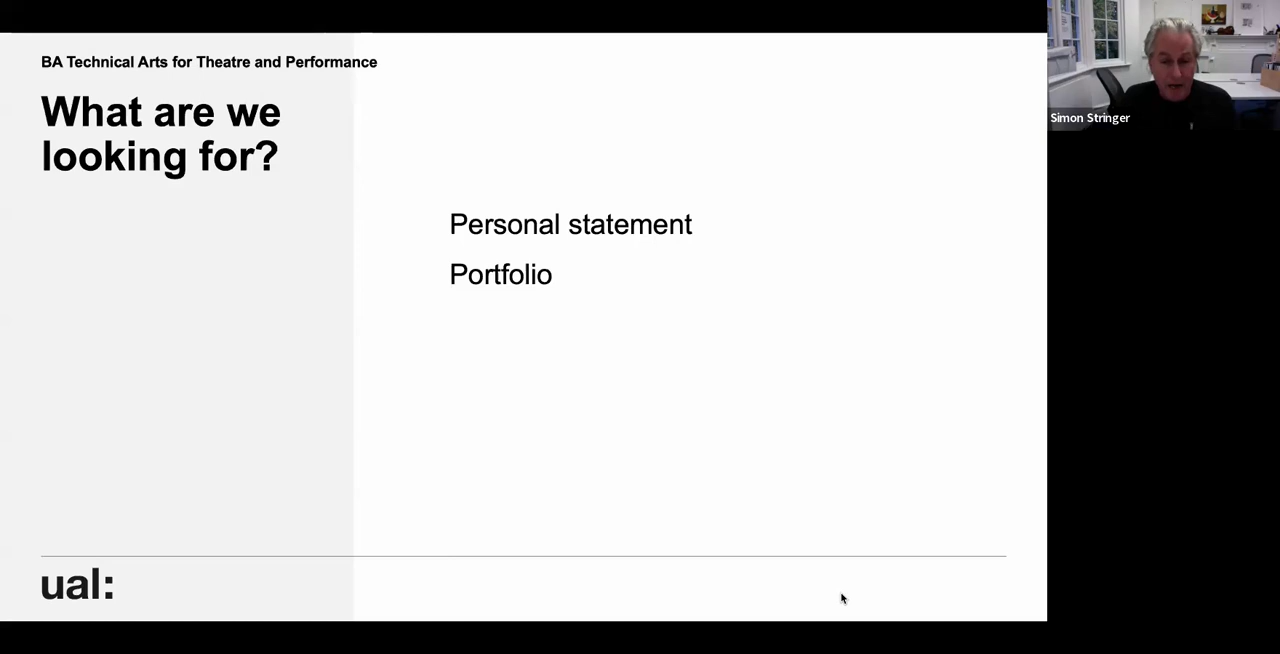 BA Technical Arts for Theatre and Performance
What are we
looking for?
Personal statement
Portfolio
ual:
Simon Stringer